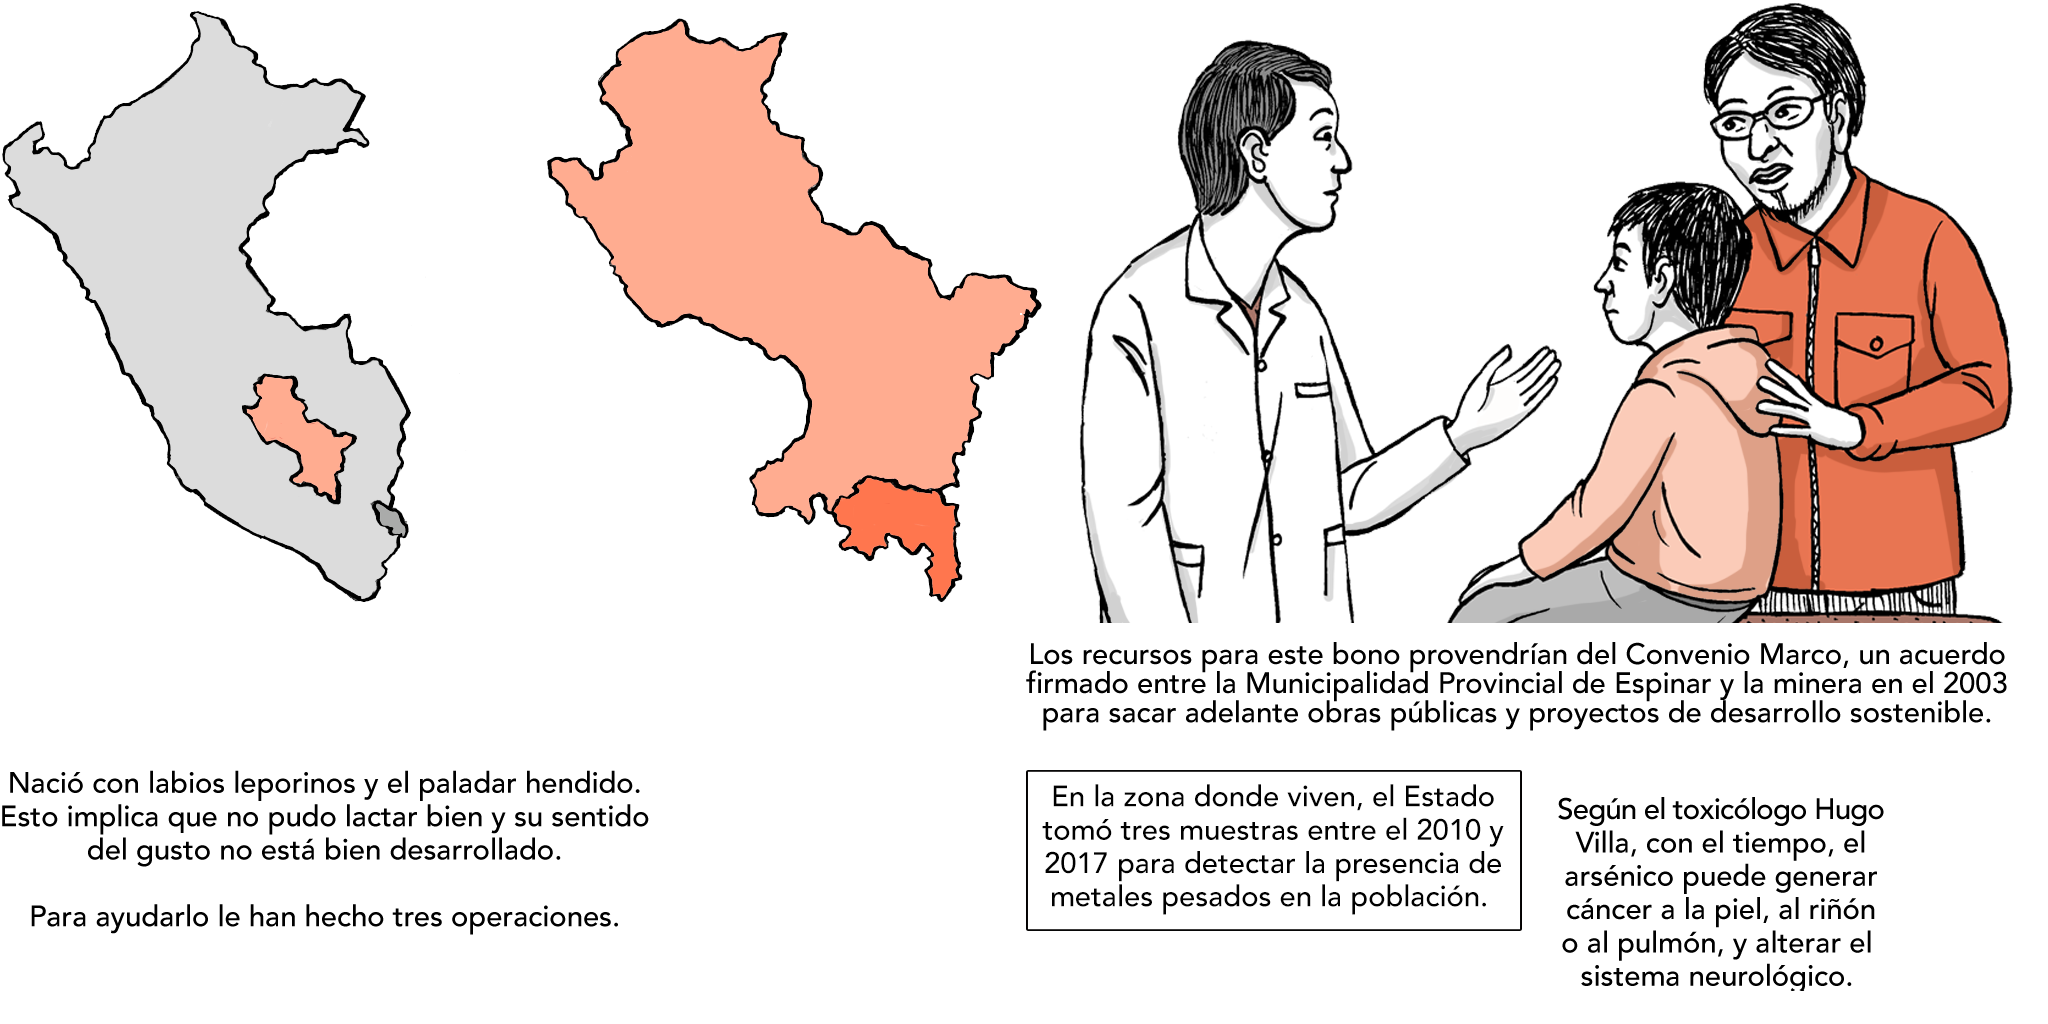 Los recursos para este bono provendrían del Convenio Marco, un acuerdo
firmado entre la Municipalidad Provincial de Espinar y la minera en el 2003
para sacar adelante obras públicas y proyectos de desarrollo sostenible.
Nació con labios leporinos y el paladar hendido.
Esto implica que no pudo lactar bien y su sentido
del gusto no está bien desarrollado.
Para ayudarlo le han hecho tres operaciones.
En la zona donde viven, el Estado
tomó tres muestras entre el 2010 y
2017 para detectar la presencia de
metales pesados en la población.
Según el toxicólogo Hugo
Villa, con el tiempo, el
arsénico puede generar
cáncer a la piel, al riñón
o al pulmón, y alterar el
sistema neurológico.